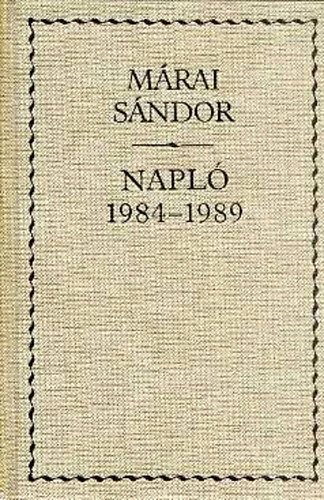 MÁRAI
SÁNDOR
NAPLÓ
1984–1989